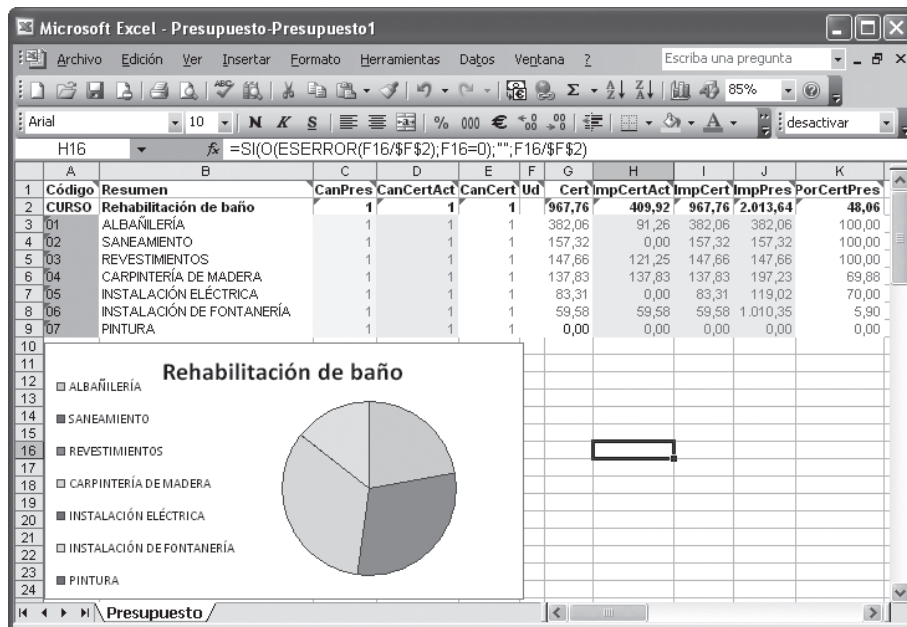 Microsoft Excel - Presupuesto-Presupuesto1
Archivo Edición Ver Insertar Formato Herramientas Datos Ventana ? Escriba una pregunta
85%
Arial 10 N K S % 000 € desactivar
H16 fx =SI(O(ESERROR(F16/$F$2);F16=0);"";F16/$F$2)
A B C D E F G H I J K
1 Código Resumen CanPres CanCertAct CanCert Ud Cert ImpCertAct ImpCert ImpPres PorCertPres
2 CURSO Rehabilitación de baño 1 1 1 967,76 409,92 967,76 2.013,64 48,06
3 01 ALBAÑILERÍA 1 1 1 382,06 91,26 382,06 382,06 100,00
4 02 SANEAMIENTO 1 1 1 157,32 0,00 157,32 157,32 100,00
5 03 REVESTIMIENTOS 1 1 1 147,66 121,25 147,66 147,66 100,00
6 04 CARPINTERÍA DE MADERA 1 1 1 137,83 137,83 137,83 197,23 69,88
7 05 INSTALACIÓN ELÉCTRICA 1 1 1 83,31 0,00 83,31 119,02 70,00
8 06 INSTALACIÓN DE FONTANERÍA 1 1 1 59,58 59,58 59,58 1.010,35 5,90
9 07 PINTURA 1 1 1 0,00 0,00 0,00 0,00 0,00
10
11
12
13
14
15
16
17
18
19
20
21
22
23
24
Rehabilitación de baño
ALBAÑILERÍA
SANEAMIENTO
REVESTIMIENTOS
CARPINTERÍA DE MADERA
INSTALACIÓN ELÉCTRICA
INSTALACIÓN DE FONTANERÍA
PINTURA
Presupuesto